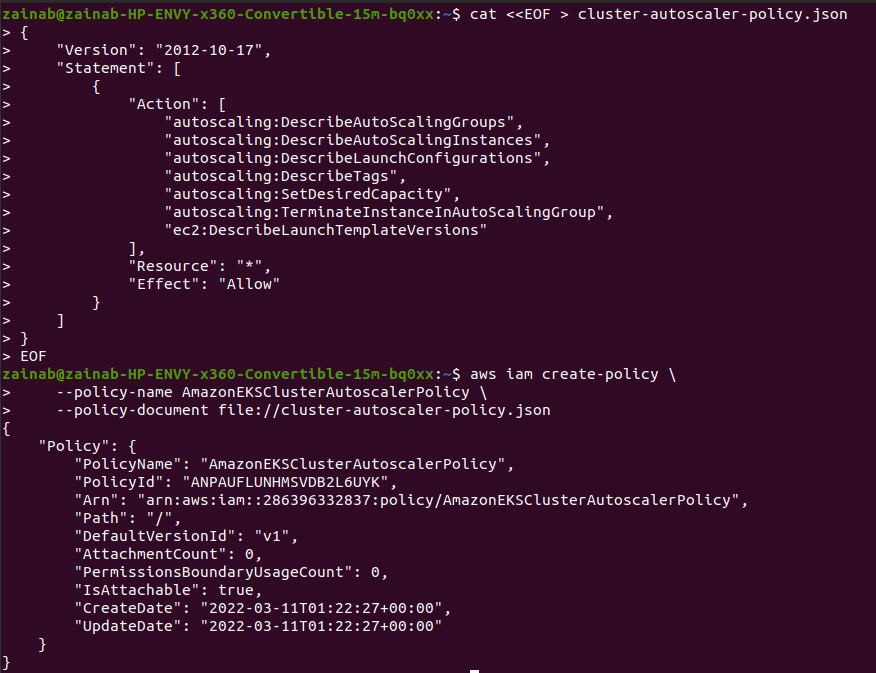 zainab@zainab-HP-ENVY-x360-Convertible-15m-bq0xx:~$ cat <<EOF > cluster-autoscaler-policy.json
> {
>     "Version": "2012-10-17",
>     "Statement": [
>         {
>             "Action": [
>                 "autoscaling:DescribeAutoScalingGroups",
>                 "autoscaling:DescribeAutoScalingInstances",
>                 "autoscaling:DescribeLaunchConfigurations",
>                 "autoscaling:DescribeTags",
>                 "autoscaling:SetDesiredCapacity",
>                 "autoscaling:TerminateInstanceInAutoScalingGroup",
>                 "ec2:DescribeLaunchTemplateVersions"
>             ],
>             "Resource": "*",
>             "Effect": "Allow"
>         }
>     ]
> }
> EOF
zainab@zainab-HP-ENVY-x360-Convertible-15m-bq0xx:~$ aws iam create-policy \
>     --policy-name AmazonEKSClusterAutoscalerPolicy \
>     --policy-document file://cluster-autoscaler-policy.json
{
    "Policy": {
        "PolicyName": "AmazonEKSClusterAutoscalerPolicy",
        "PolicyId": "ANPAUFLUNHMSVDB2L6UYK",
        "Arn": "arn:aws:iam::286396332837:policy/AmazonEKSClusterAutoscalerPolicy",
        "Path": "/",
        "DefaultVersionId": "v1",
        "AttachmentCount": 0,
        "PermissionsBoundaryUsageCount": 0,
        "IsAttachable": true,
        "CreateDate": "2022-03-11T01:22:27+00:00",
        "UpdateDate": "2022-03-11T01:22:27+00:00"
    }
}